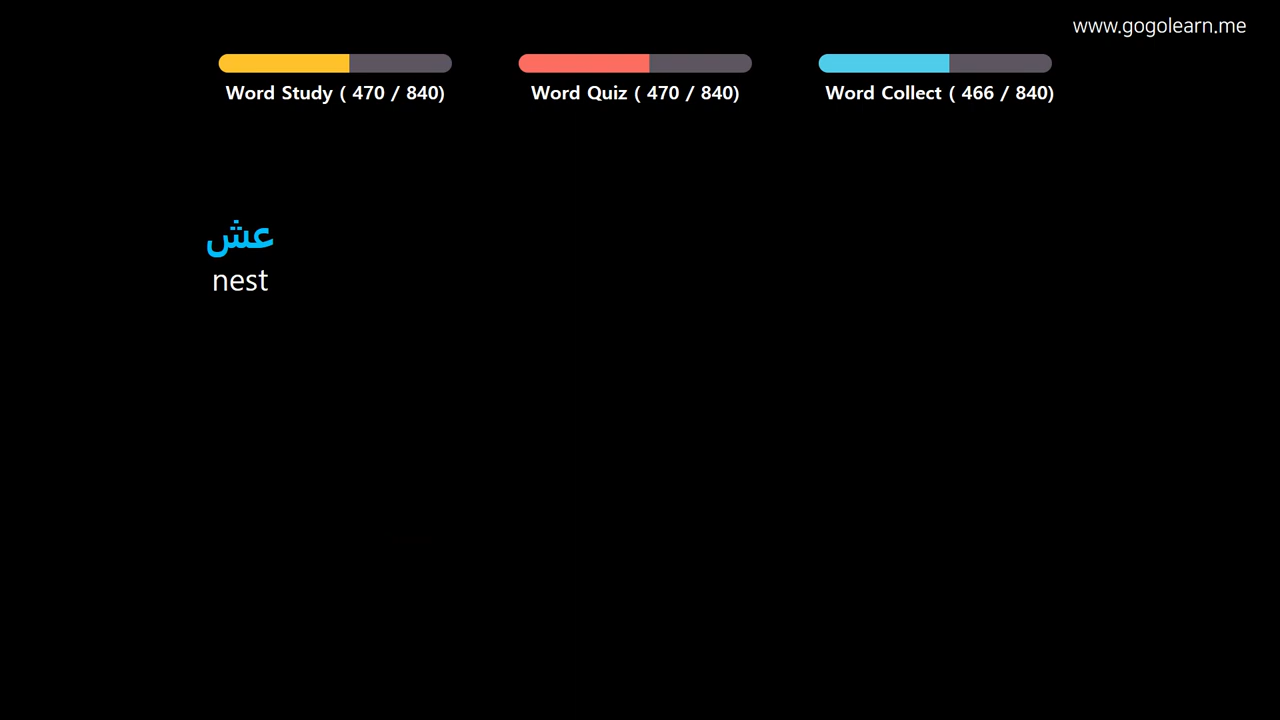 www.gogolearn.me
Word Study ( 470 / 840)
Word Quiz ( 470 / 840)
Word Collect ( 466 / 840)
عش
nest